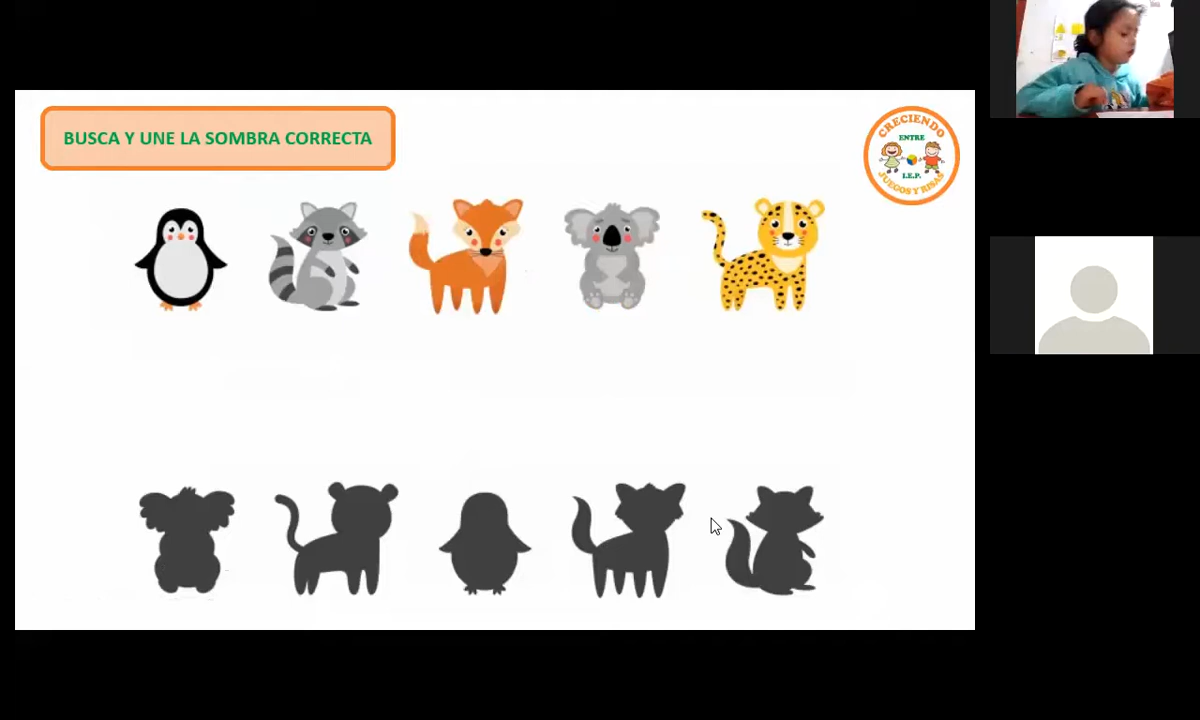 BUSCA Y UNE LA SOMBRA CORRECTA
CRECIENDO
ENTRE
I.E.P.
JUEGOS Y RISAS